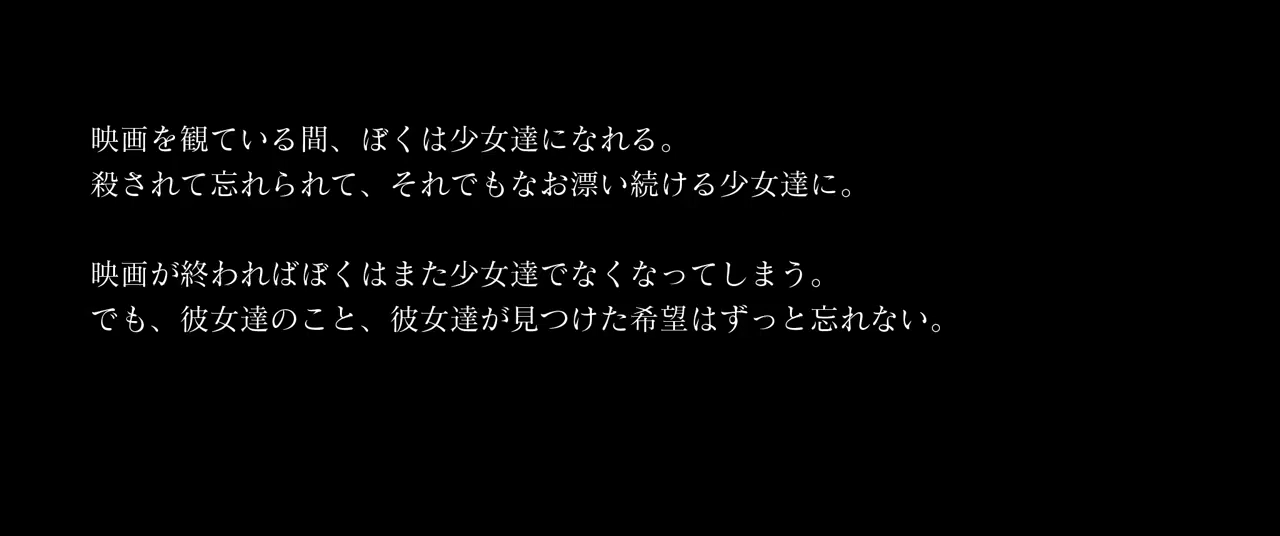 映画を観ている間、ぼくは少女達になれる。
殺されて忘れられて、それでもなお漂い続ける少女達に。
映画が終わればぼくはまた少女達でなくなってしまう。
でも、彼女達のこと、彼女達が見つけた希望はずっと忘れない。